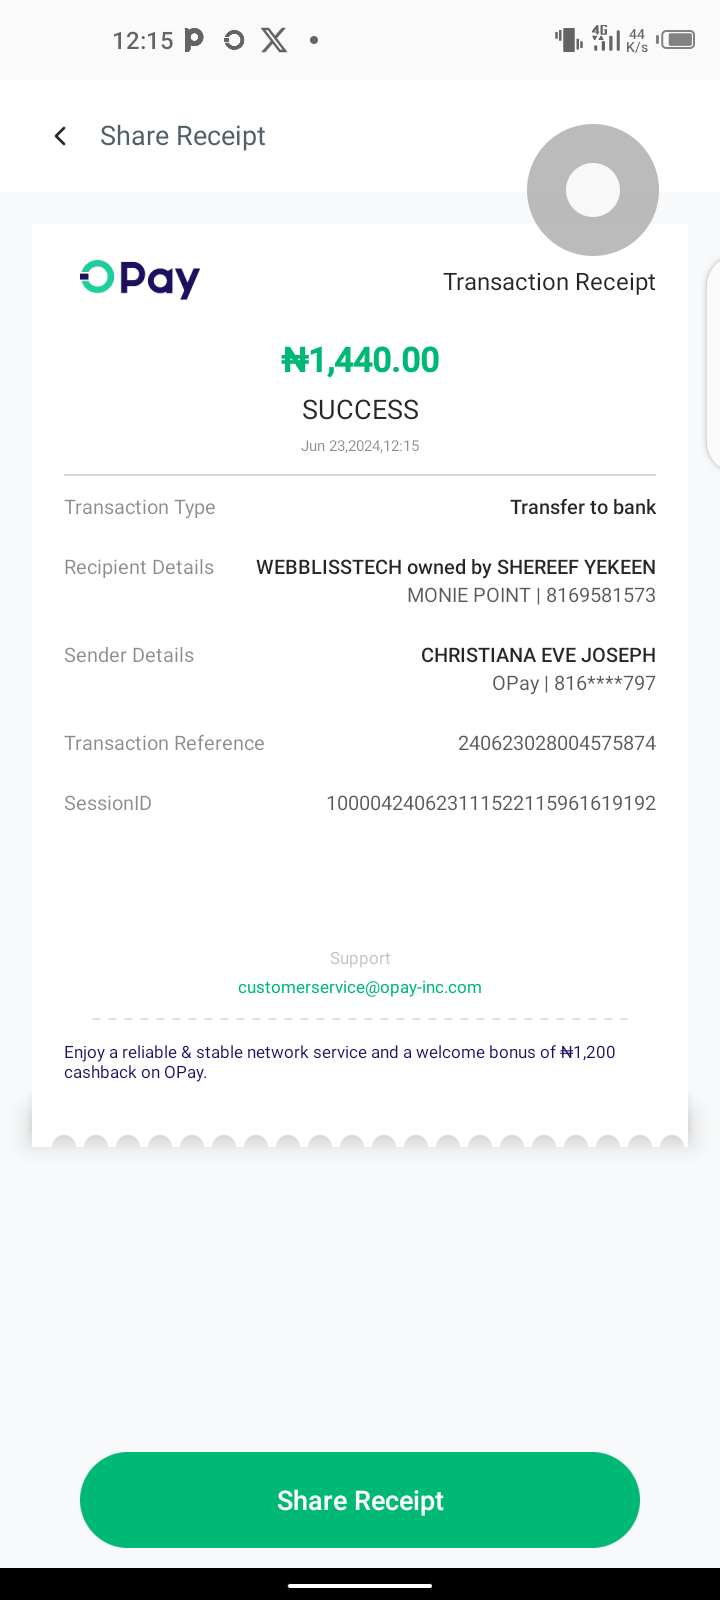 12:15
4G 44 K/s
Share Receipt
OPay
Transaction Receipt
₦1,440.00
SUCCESS
Jun 23,2024,12:15
Transaction Type Transfer to bank
Recipient Details WEBBLISSTECH owned by SHEREEF YEKEEN
MONIE POINT | 8169581573
Sender Details CHRISTIANA EVE JOSEPH
OPay | 816****797
Transaction Reference 240623028004575874
SessionID 100004240623111522115961619192
Support
customerservice@opay-inc.com
Enjoy a reliable & stable network service and a welcome bonus of ₦1,200
cashback on OPay.
Share Receipt